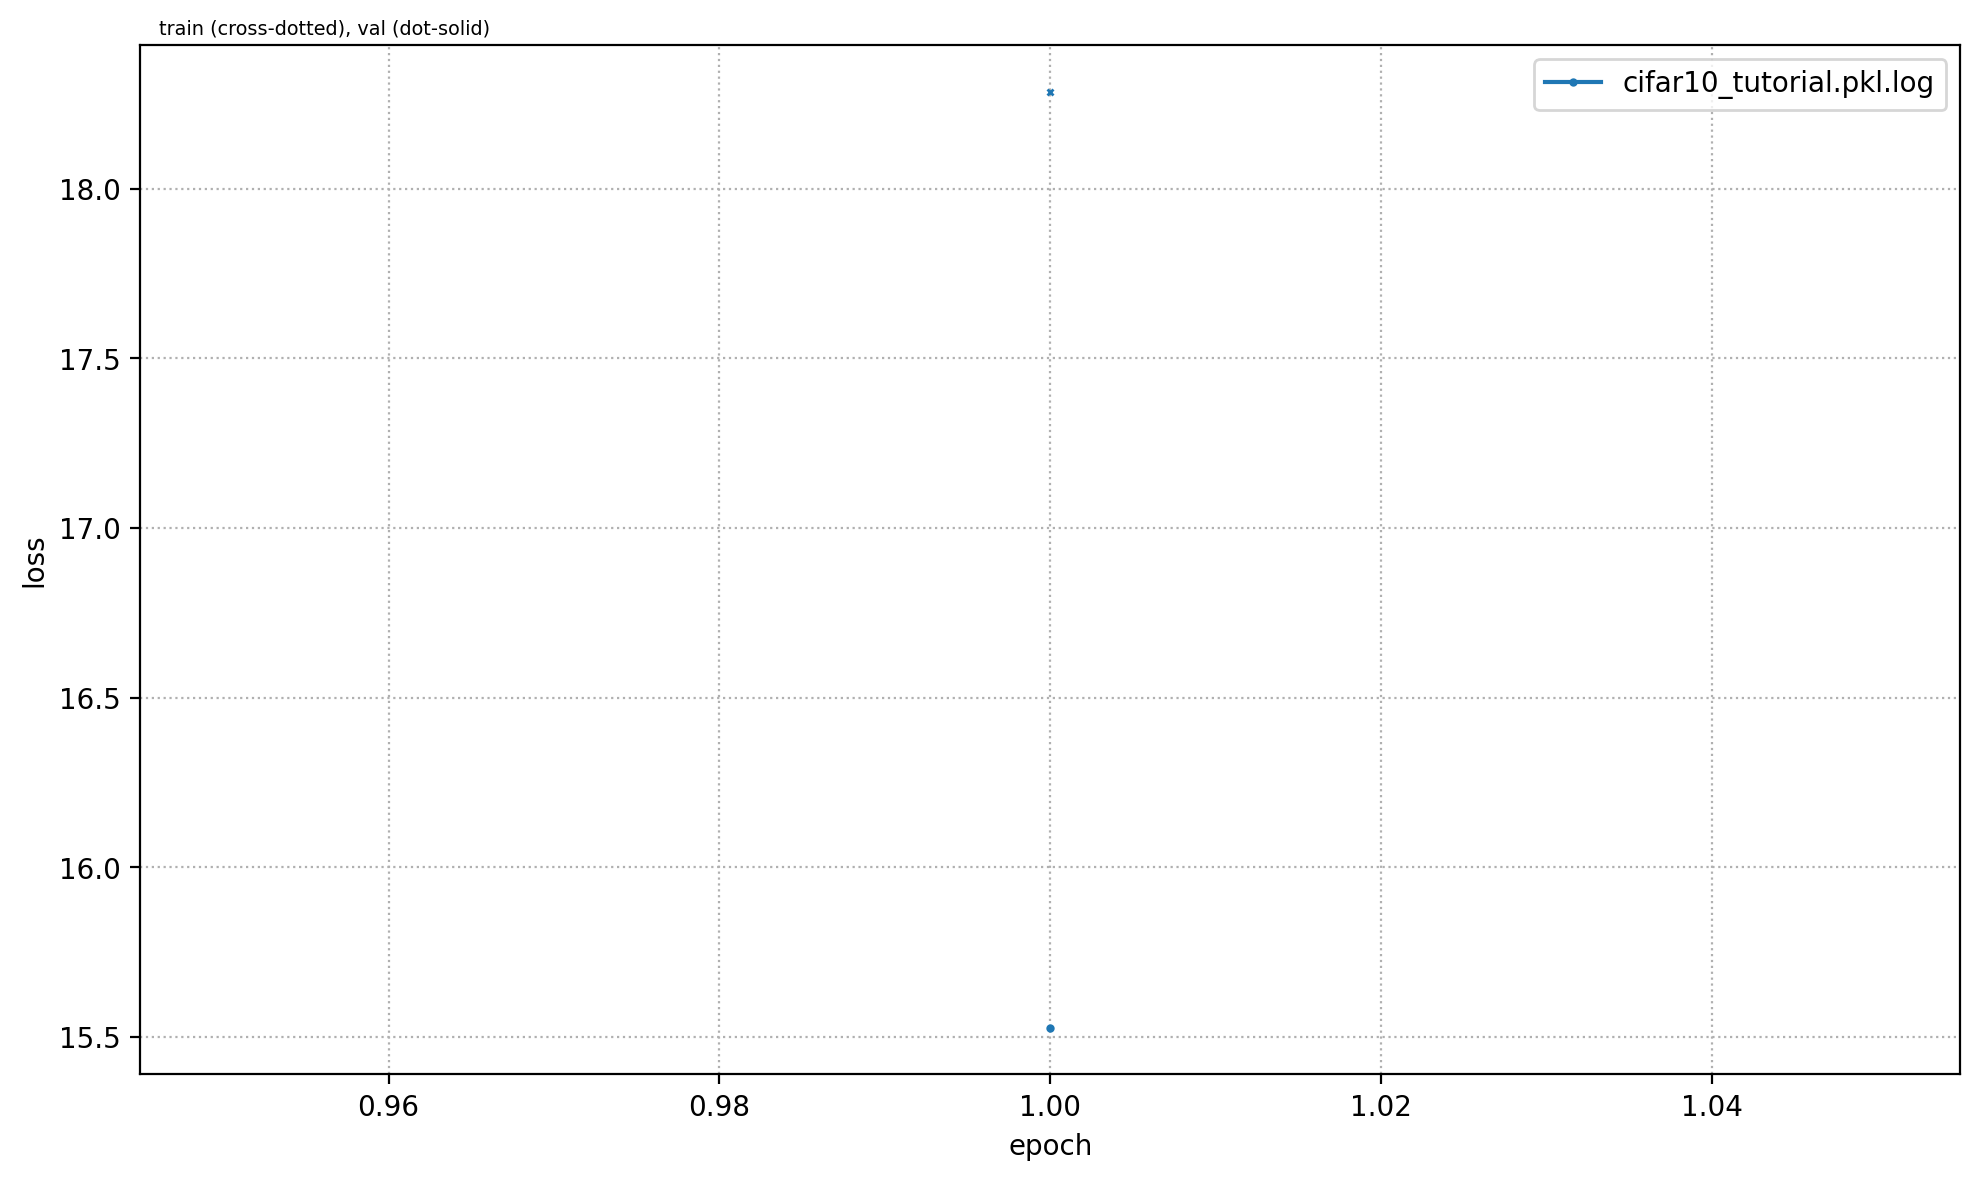 train (cross-dotted), val (dot-solid)
cifar10_tutorial.pkl.log
18.0
17.5
17.0
16.5
16.0
15.5
loss
0.96 0.98 1.00 1.02 1.04
epoch